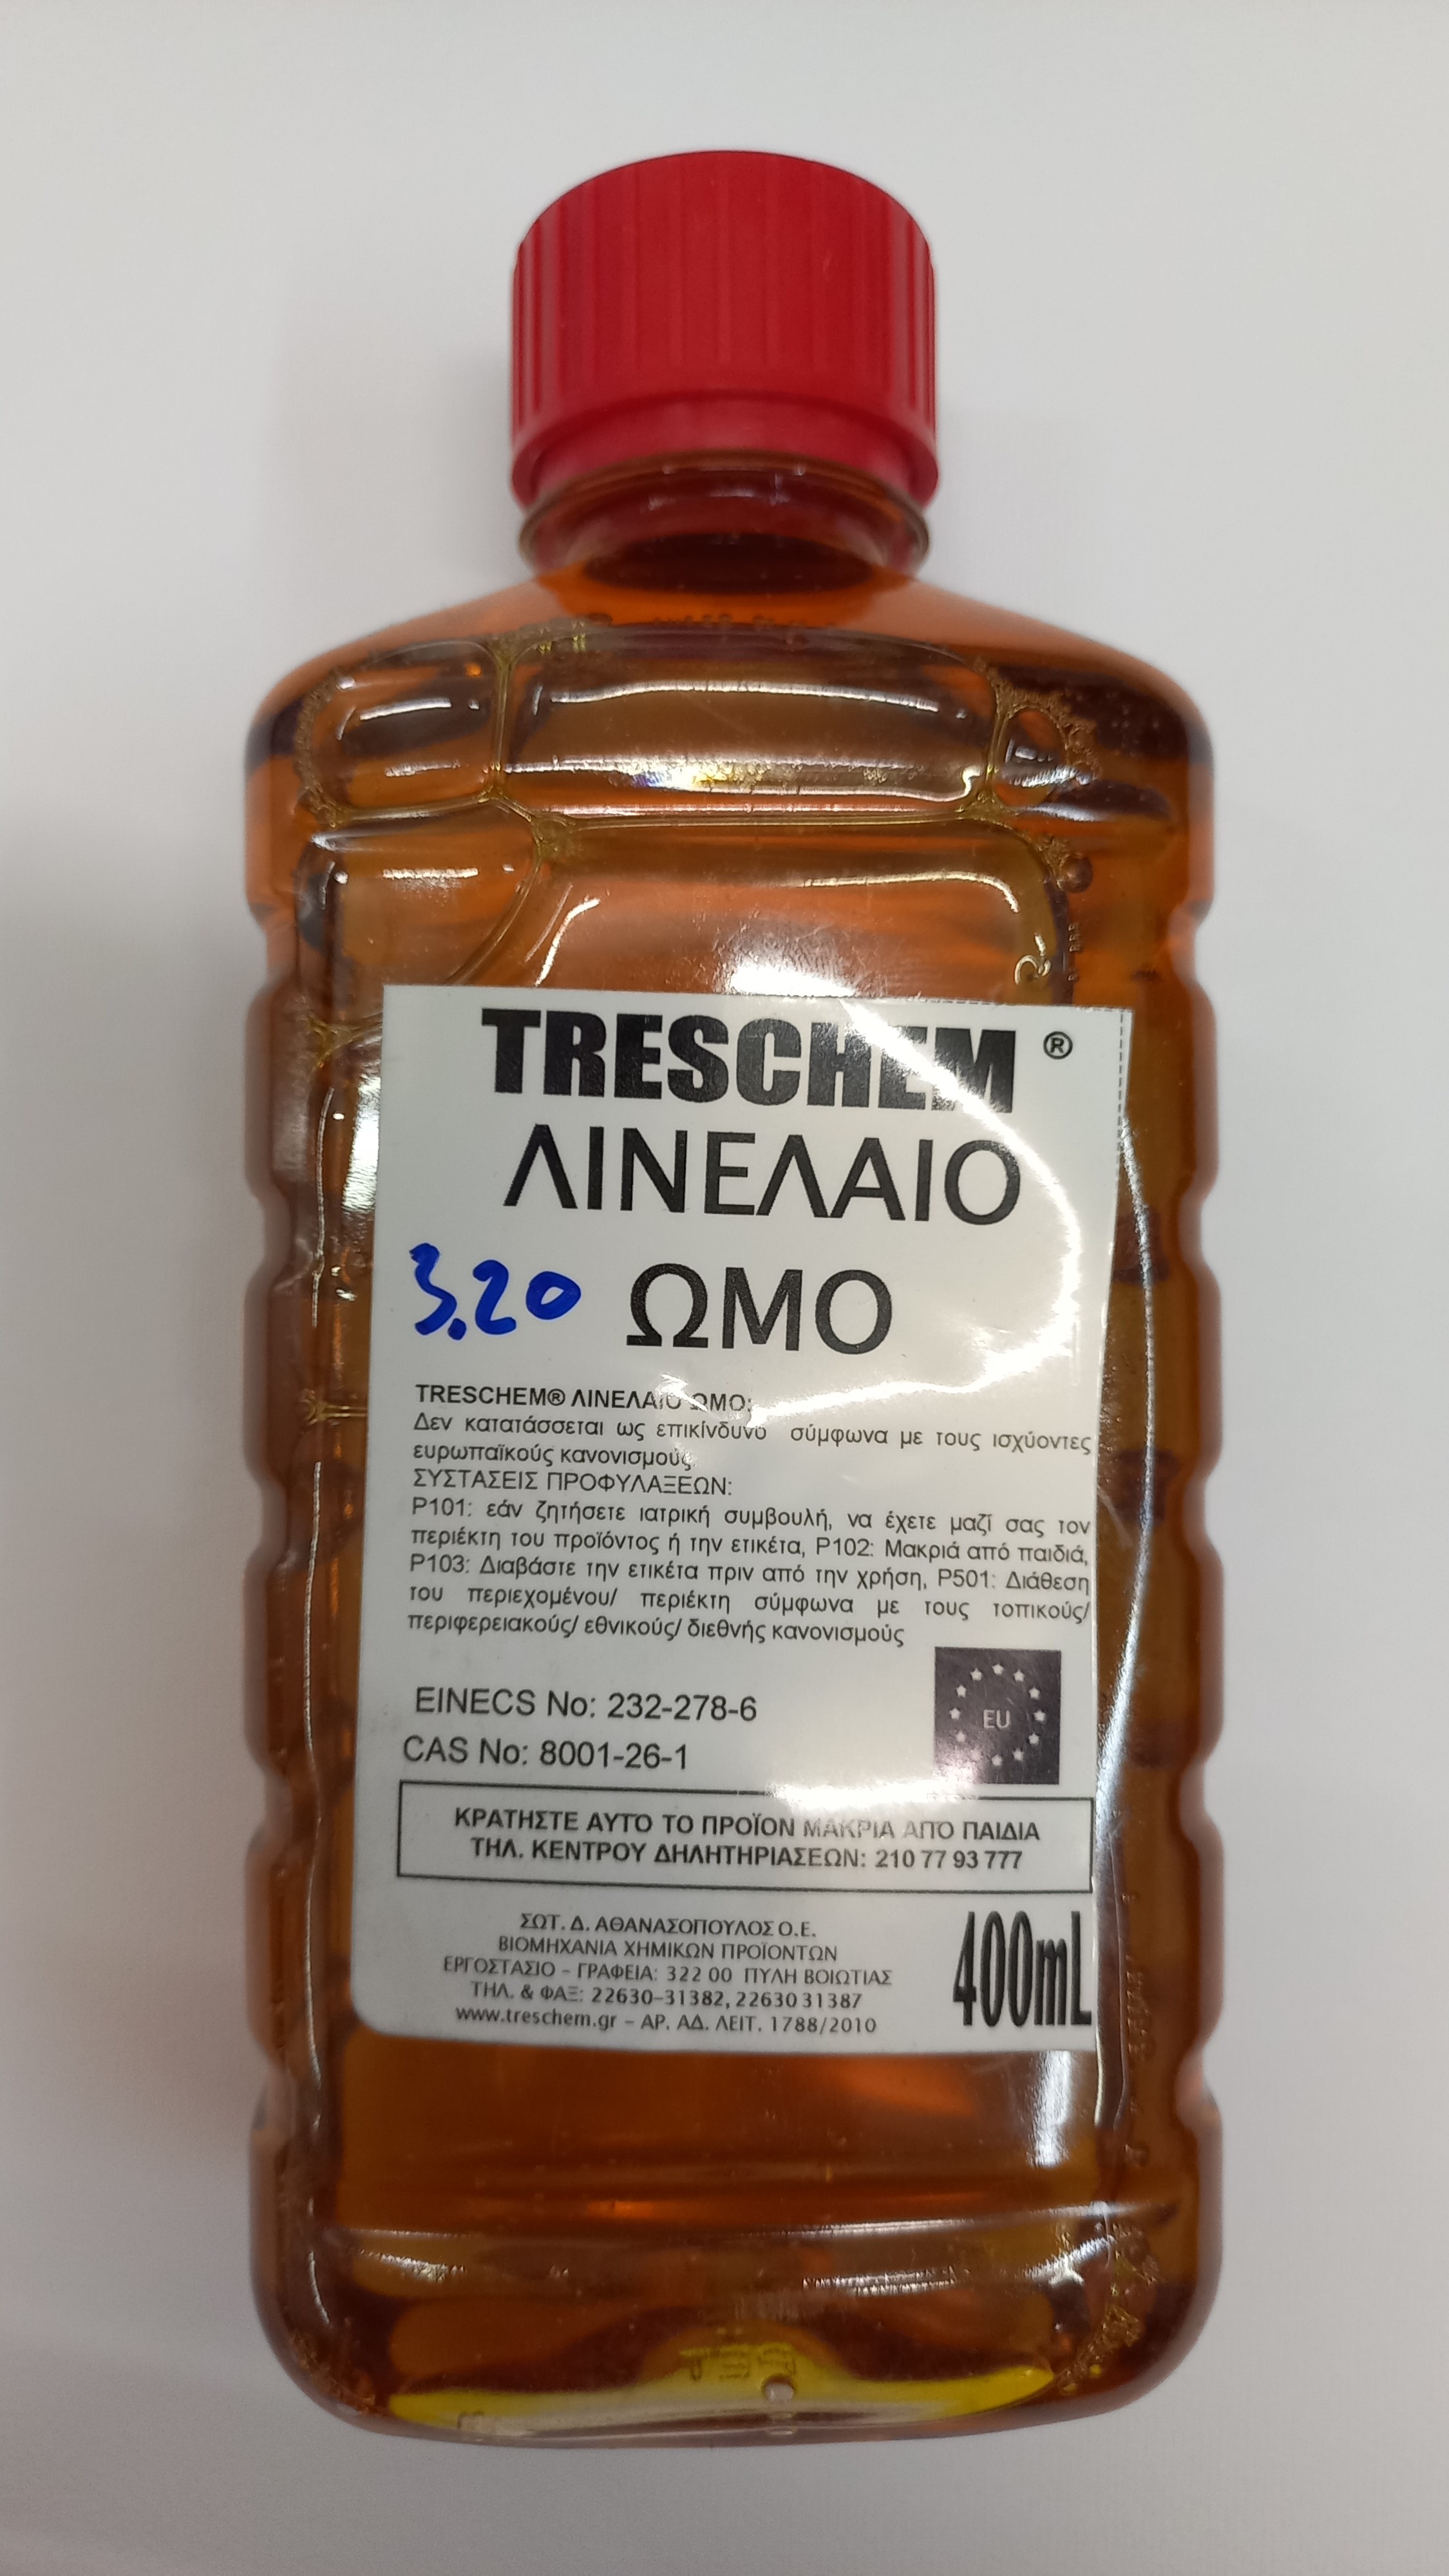 TRESCHEM ®
ΛΙΝΕΛΑΙΟ
3.20 ΩΜΟ
TRESCHEM® ΛΙΝΕΛΑΙΟ ΩΜΟ:
Δεν κατατάσσεται ως επικίνδυνο σύμφωνα με τους ισχύοντες
ευρωπαϊκούς κανονισμούς
ΣΥΣΤΑΣΕΙΣ ΠΡΟΦΥΛΑΞΕΩΝ:
P101: εάν ζητήσετε ιατρική συμβουλή, να έχετε μαζί σας τον
περιέκτη του προϊόντος ή την ετικέτα, P102: Μακριά από παιδιά,
P103: Διαβάστε την ετικέτα πριν από την χρήση, P501: Διάθεση
του περιεχομένου/ περιέκτη σύμφωνα με τους τοπικούς/
περιφερειακούς/ εθνικούς/ διεθνής κανονισμούς
EU
EINECS No: 232-278-6
CAS No: 8001-26-1
ΚΡΑΤΗΣΤΕ ΑΥΤΟ ΤΟ ΠΡΟΪΟΝ ΜΑΚΡΙΑ ΑΠΟ ΠΑΙΔΙΑ
ΤΗΛ. ΚΕΝΤΡΟΥ ΔΗΛΗΤΗΡΙΑΣΕΩΝ: 210 77 93 777
ΣΩΤ. Δ. ΑΘΑΝΑΣΟΠΟΥΛΟΣ Ο.Ε.
ΒΙΟΜΗΧΑΝΙΑ ΧΗΜΙΚΩΝ ΠΡΟΪΟΝΤΩΝ
ΕΡΓΟΣΤΑΣΙΟ – ΓΡΑΦΕΙΑ: 322 00 ΠΥΛΗ ΒΟΙΩΤΙΑΣ
ΤΗΛ. & ΦΑΞ: 22630-31382, 22630 31387
www.treschem.gr – ΑΡ. ΑΔ. ΛΕΙΤ. 1788/2010
400mL